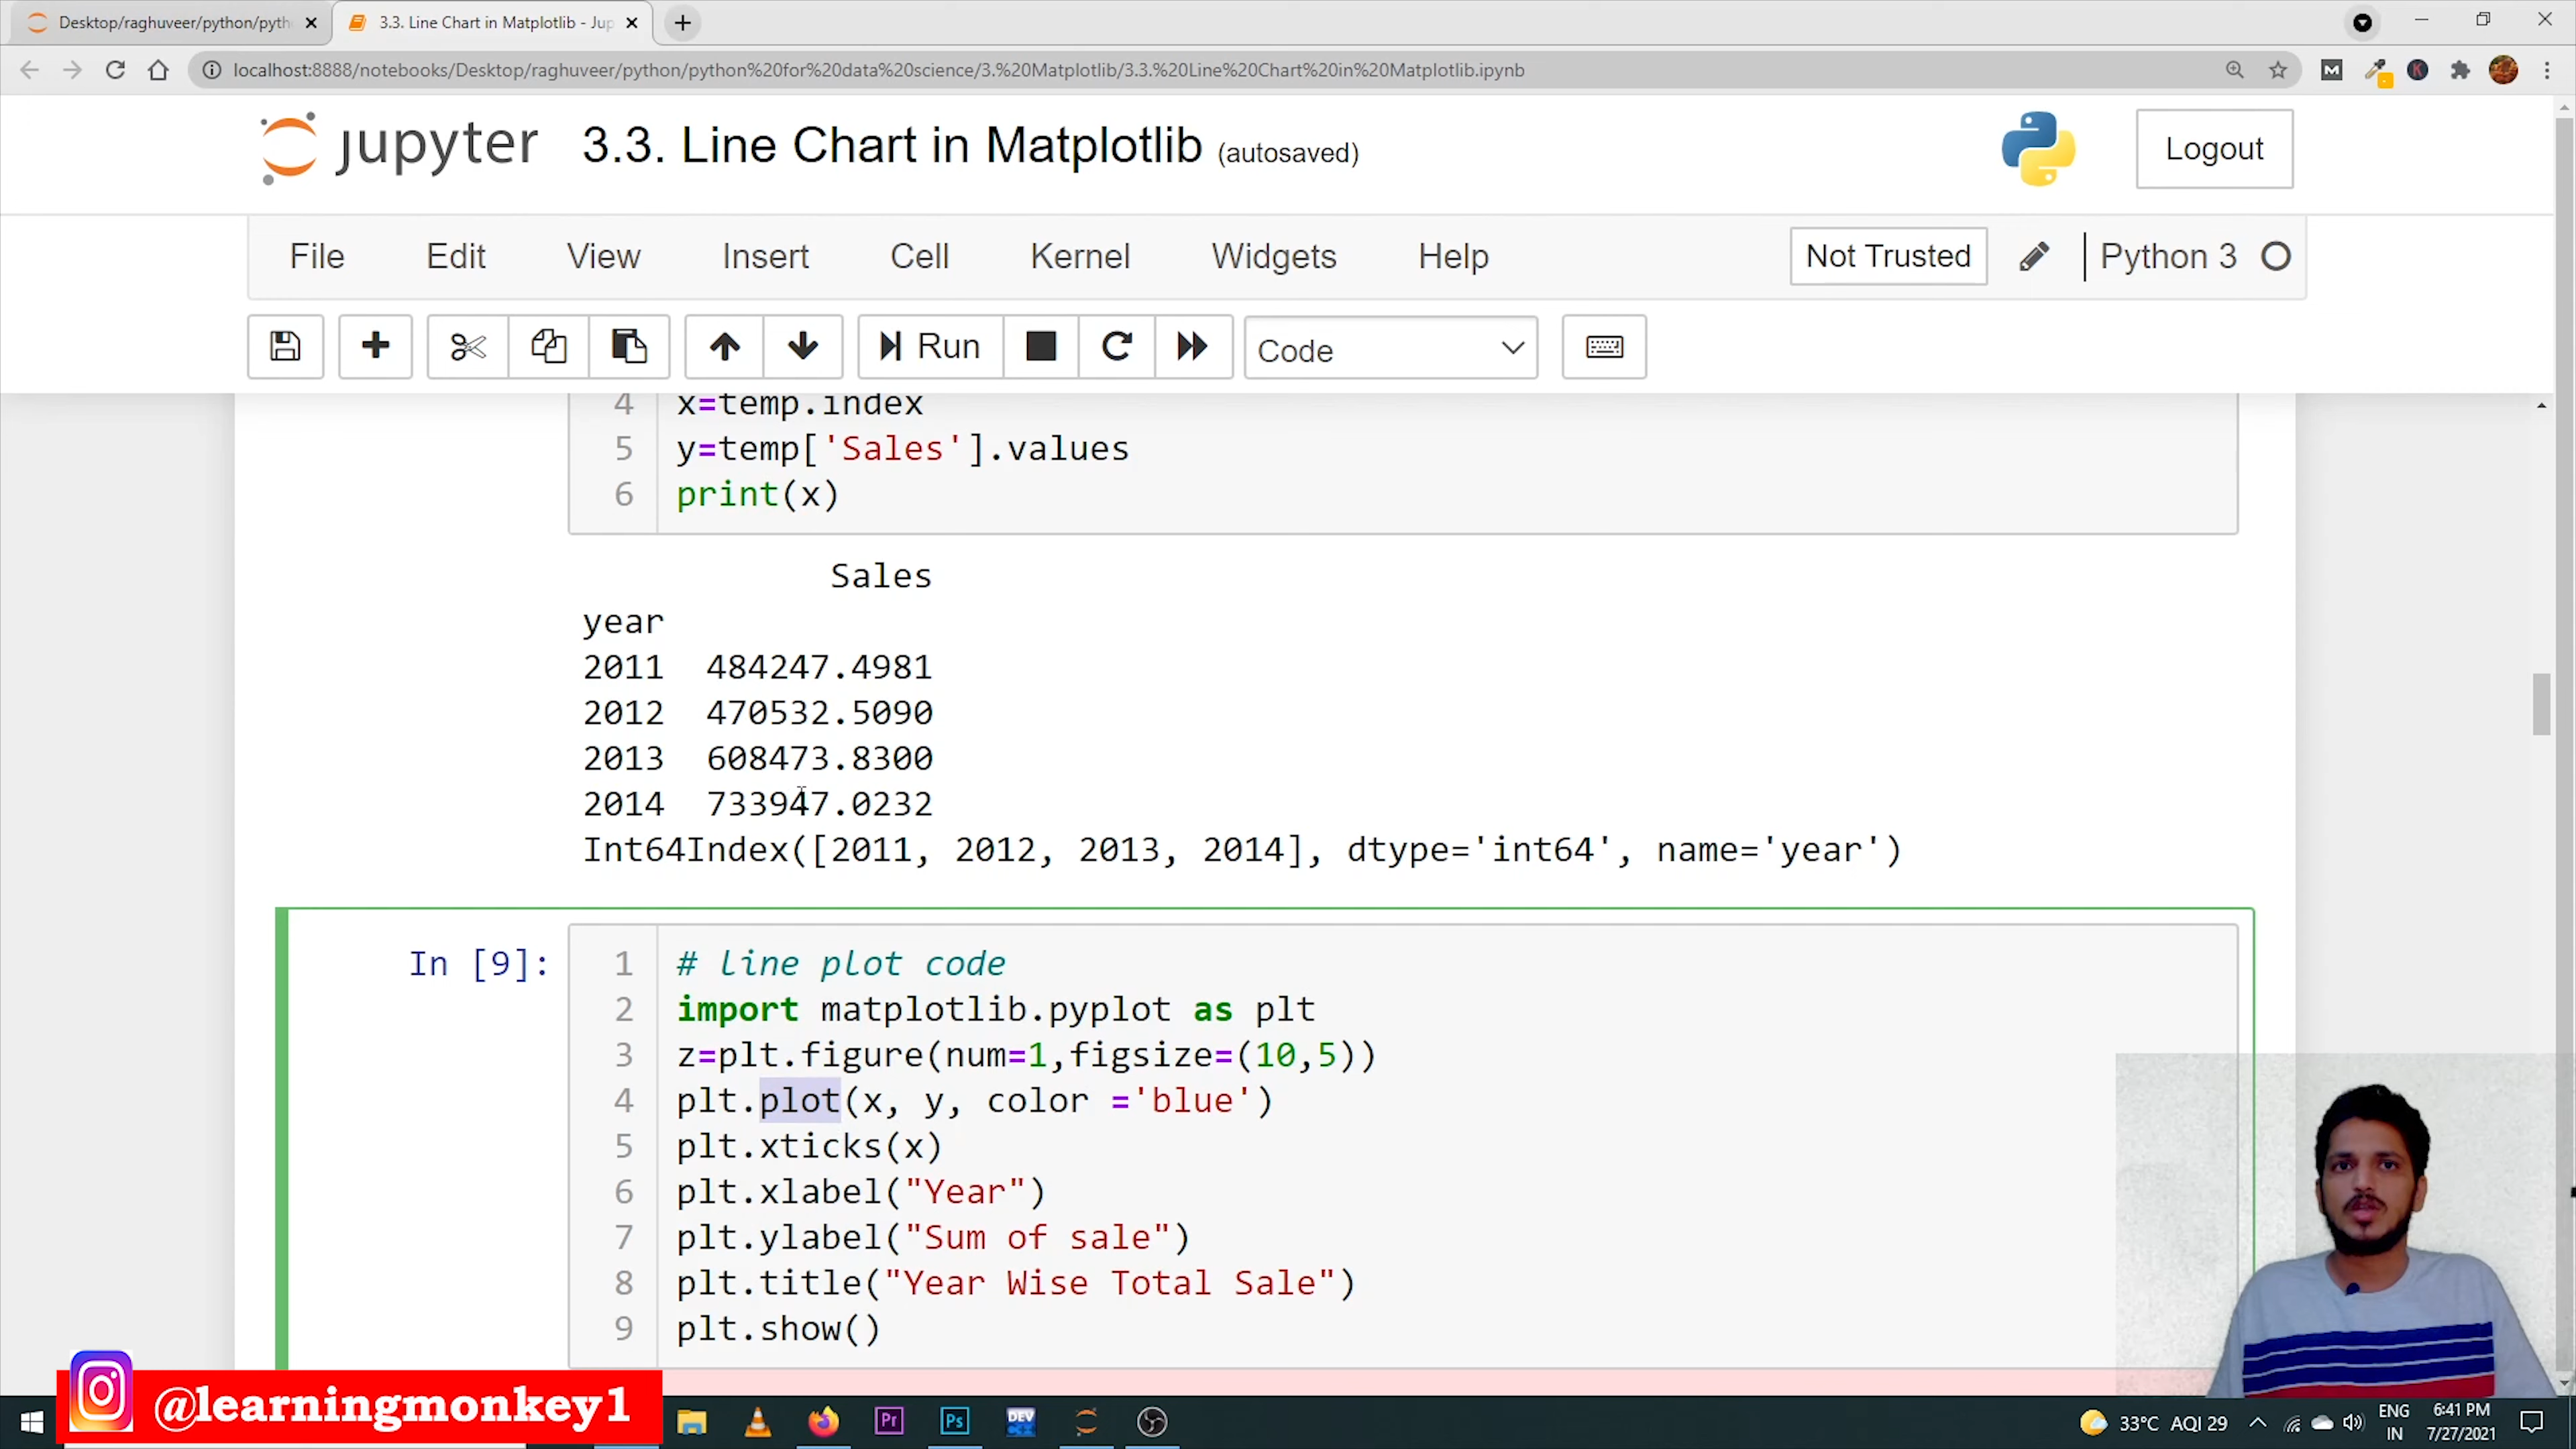 Desktop/raghuveer/python/pyth
3.3. Line Chart in Matplotlib - Jup
localhost:8888/notebooks/Desktop/raghuveer/python/python%20for%20data%20science/3.%20Matplotlib/3.3.%20Line%20Chart%20in%20Matplotlib.ipynb
jupyter 3.3. Line Chart in Matplotlib (autosaved)
Logout
File Edit View Insert Cell Kernel Widgets Help Not Trusted Python 3
Run Code
4 x=temp.index
5 y=temp['Sales'].values
6 print(x)
Sales
year
2011 484247.4981
2012 470532.5090
2013 608473.8300
2014 733947.0232
Int64Index([2011, 2012, 2013, 2014], dtype='int64', name='year')
In [9]:
1 # line plot code
2 import matplotlib.pyplot as plt
3 z=plt.figure(num=1,figsize=(10,5))
4 plt.plot(x, y, color ='blue')
5 plt.xticks(x)
6 plt.xlabel("Year")
7 plt.ylabel("Sum of sale")
8 plt.title("Year Wise Total Sale")
9 plt.show()
@learningmonkey1
Pr
Ps
DEV
33°C AQI 29
ENG
IN
6:41 PM
7/27/2021